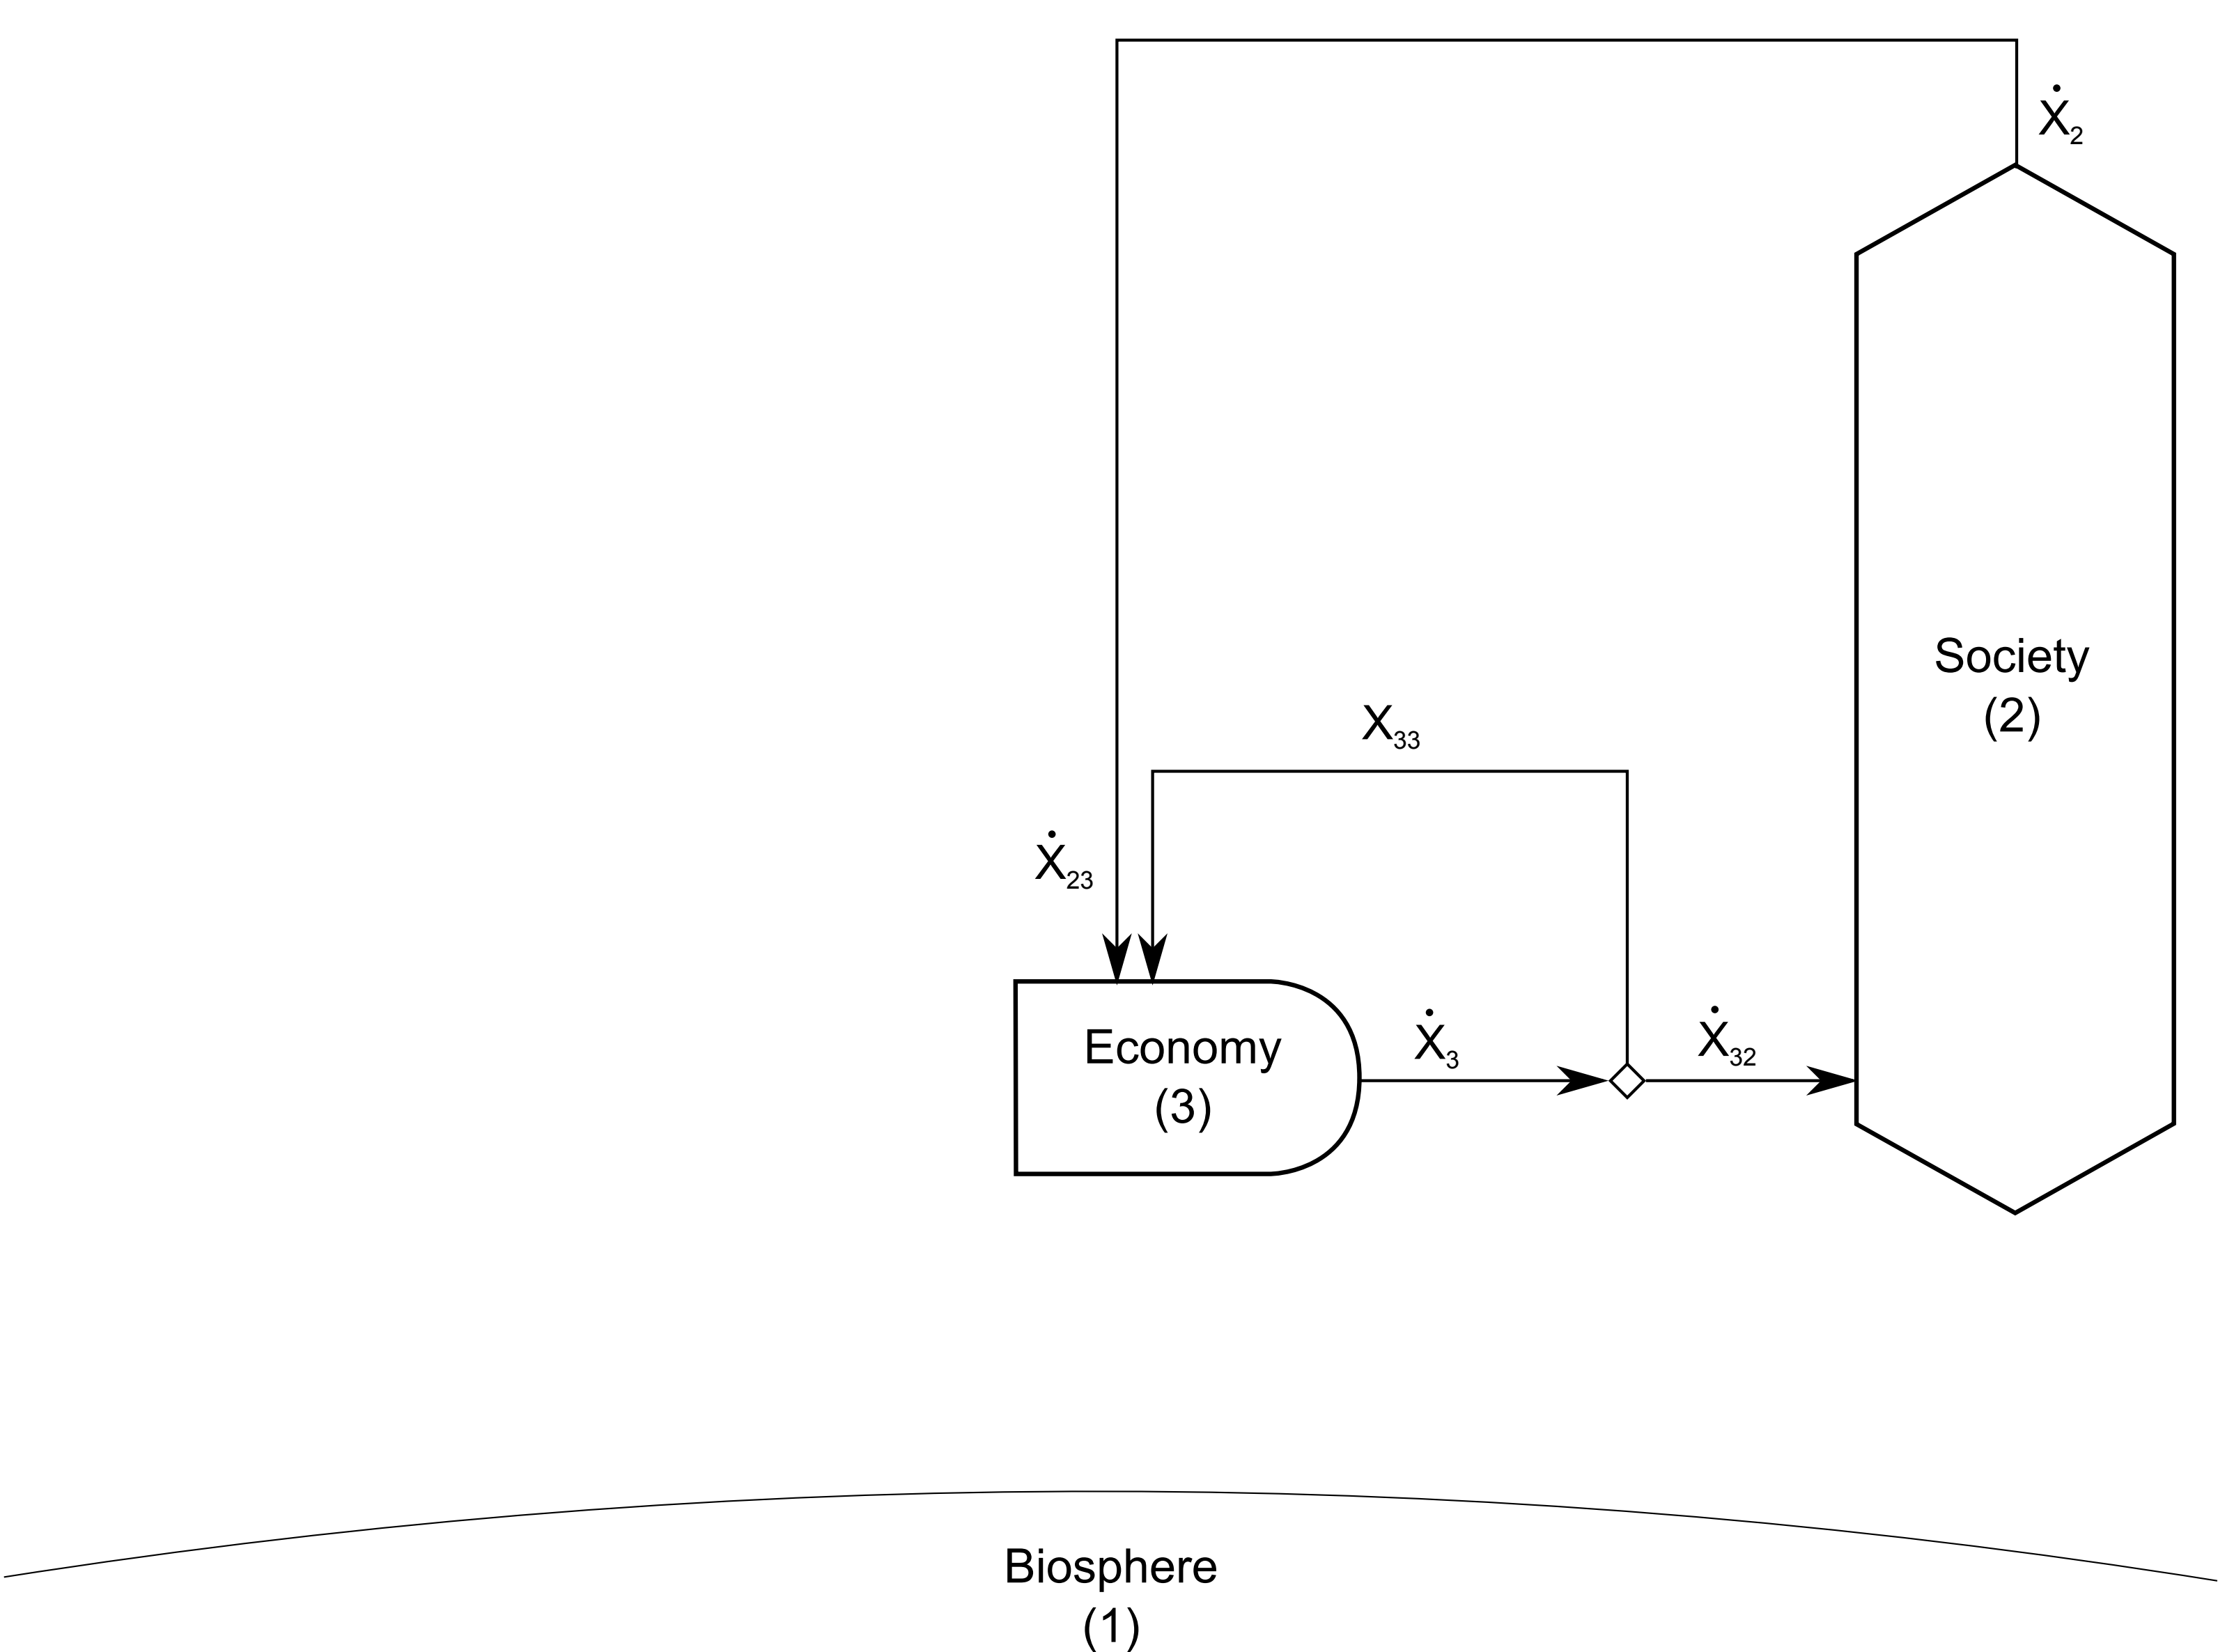 Ẋ₂
Society
(2)
X₃₃
Ẋ₂₃
Economy
(3)
Ẋ₃
Ẋ₃₂
Biosphere
(1)